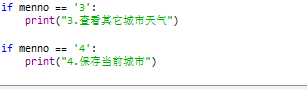 if menno == '3':
    print("3.查看其它城市天气")
if menno == '4':
    print("4.保存当前城市")